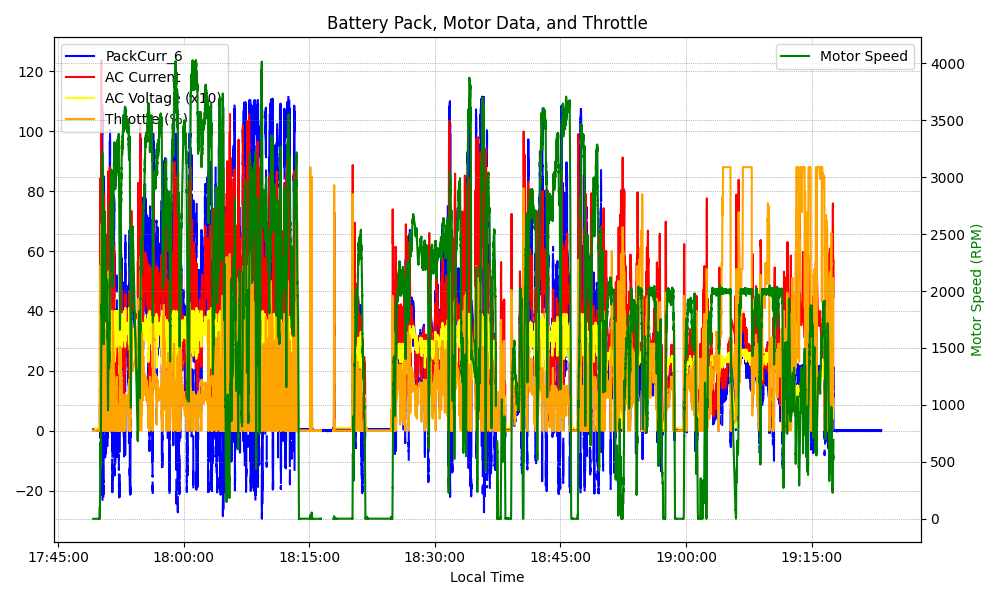 Battery Pack, Motor Data, and Throttle
PackCurr_6
AC Current
AC Voltage (x10)
Throttle (%)
Motor Speed
120
100
80
60
40
20
0
−20
4000
3500
3000
2500
2000
1500
1000
500
0
Motor Speed (RPM)
17:45:00 18:00:00 18:15:00 18:30:00 18:45:00 19:00:00 19:15:00
Local Time